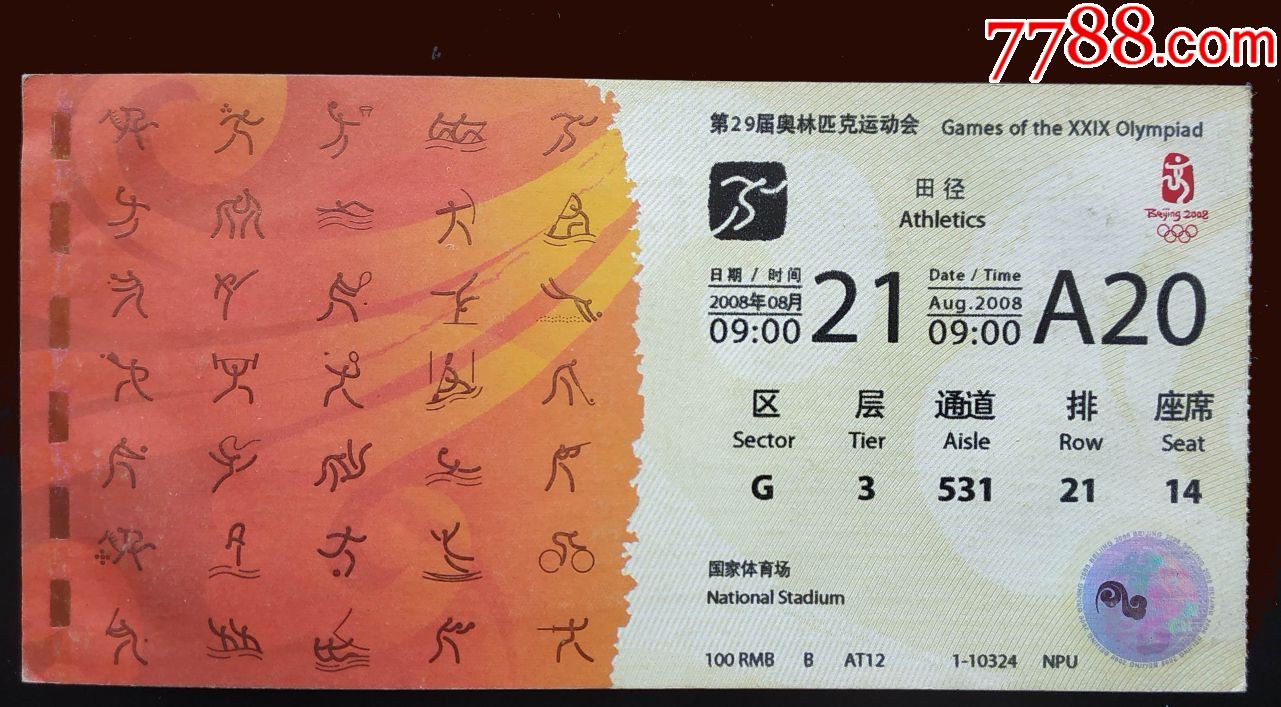 7788.com
第29届奥林匹克运动会 Games of the XXIX Olympiad
田径
Athletics
Beijing 2008
日期 / 时间
2008年08月
09:00
21
Date / Time
Aug.2008
09:00
A20
区 层 通道 排 座席
Sector Tier Aisle Row Seat
G 3 531 21 14
国家体育场
National Stadium
100 RMB B AT12 1-10324 NPU